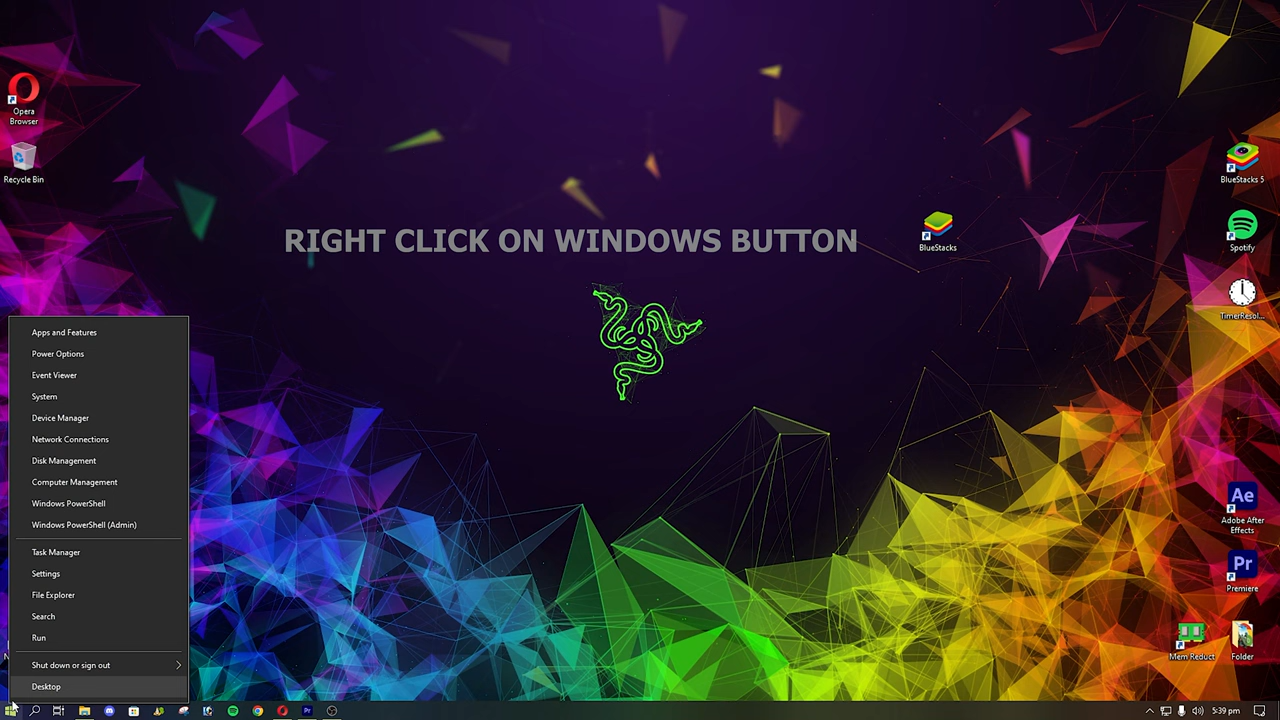 Opera
Browser
Recycle Bin
RIGHT CLICK ON WINDOWS BUTTON
BlueStacks
BlueStacks 5
Spotify
TimerResol...
Apps and Features
Power Options
Event Viewer
System
Device Manager
Network Connections
Disk Management
Computer Management
Windows PowerShell
Windows PowerShell (Admin)
Task Manager
Settings
File Explorer
Search
Run
Shut down or sign out
Desktop
Ae
Adobe After
Effects
Pr
Premiere
Mem Reduct
Folder
Pr
5:39 pm